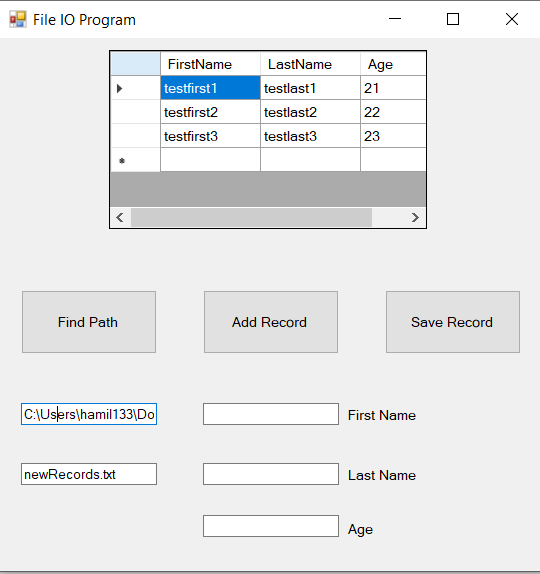 File IO Program
FirstName LastName Age
testfirst1 testlast1 21
testfirst2 testlast2 22
testfirst3 testlast3 23
Find Path Add Record Save Record
C:\Users\hamil133\Do First Name
newRecords.txt Last Name
Age